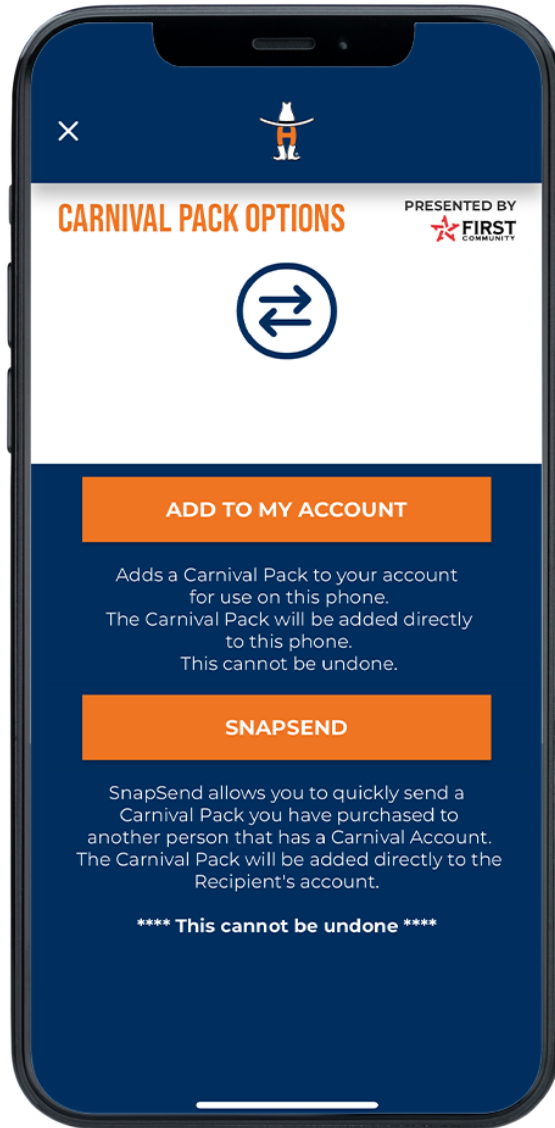 H
CARNIVAL PACK OPTIONS
PRESENTED BY
FIRST
COMMUNITY
ADD TO MY ACCOUNT
Adds a Carnival Pack to your account
for use on this phone.
The Carnival Pack will be added directly
to this phone.
This cannot be undone.
SNAPSEND
SnapSend allows you to quickly send a
Carnival Pack you have purchased to
another person that has a Carnival Account.
The Carnival Pack will be added directly to the
Recipient's account.
**** This cannot be undone ****